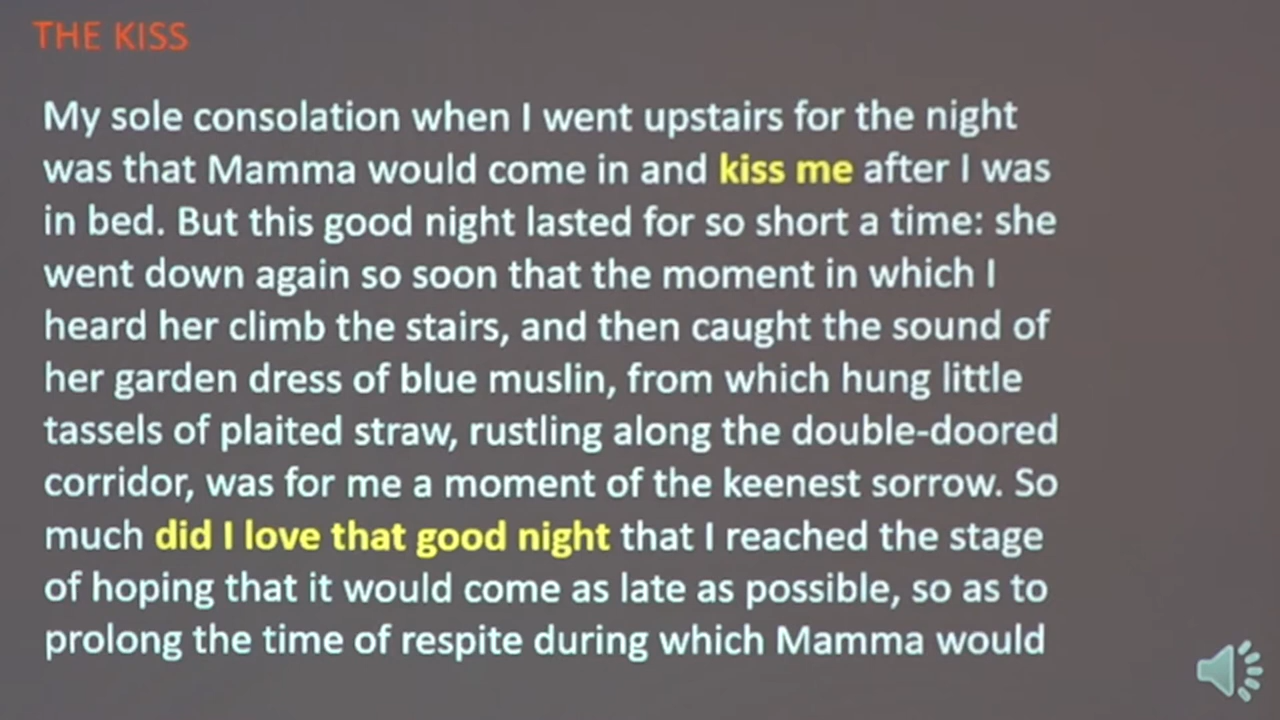 THE KISS
My sole consolation when I went upstairs for the night
was that Mamma would come in and kiss me after I was
in bed. But this good night lasted for so short a time: she
went down again so soon that the moment in which I
heard her climb the stairs, and then caught the sound of
her garden dress of blue muslin, from which hung little
tassels of plaited straw, rustling along the double-doored
corridor, was for me a moment of the keenest sorrow. So
much did I love that good night that I reached the stage
of hoping that it would come as late as possible, so as to
prolong the time of respite during which Mamma would